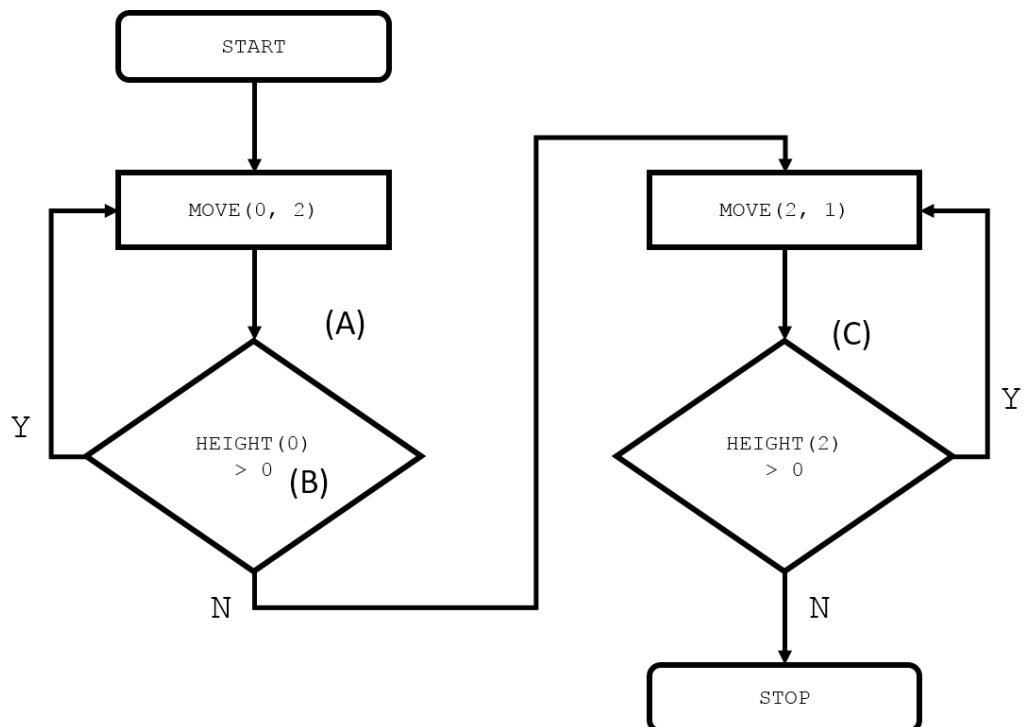 START
MOVE(0, 2)
(A)
Y
HEIGHT(0)
> 0
(B)
N
MOVE(2, 1)
(C)
Y
HEIGHT(2)
> 0
N
STOP